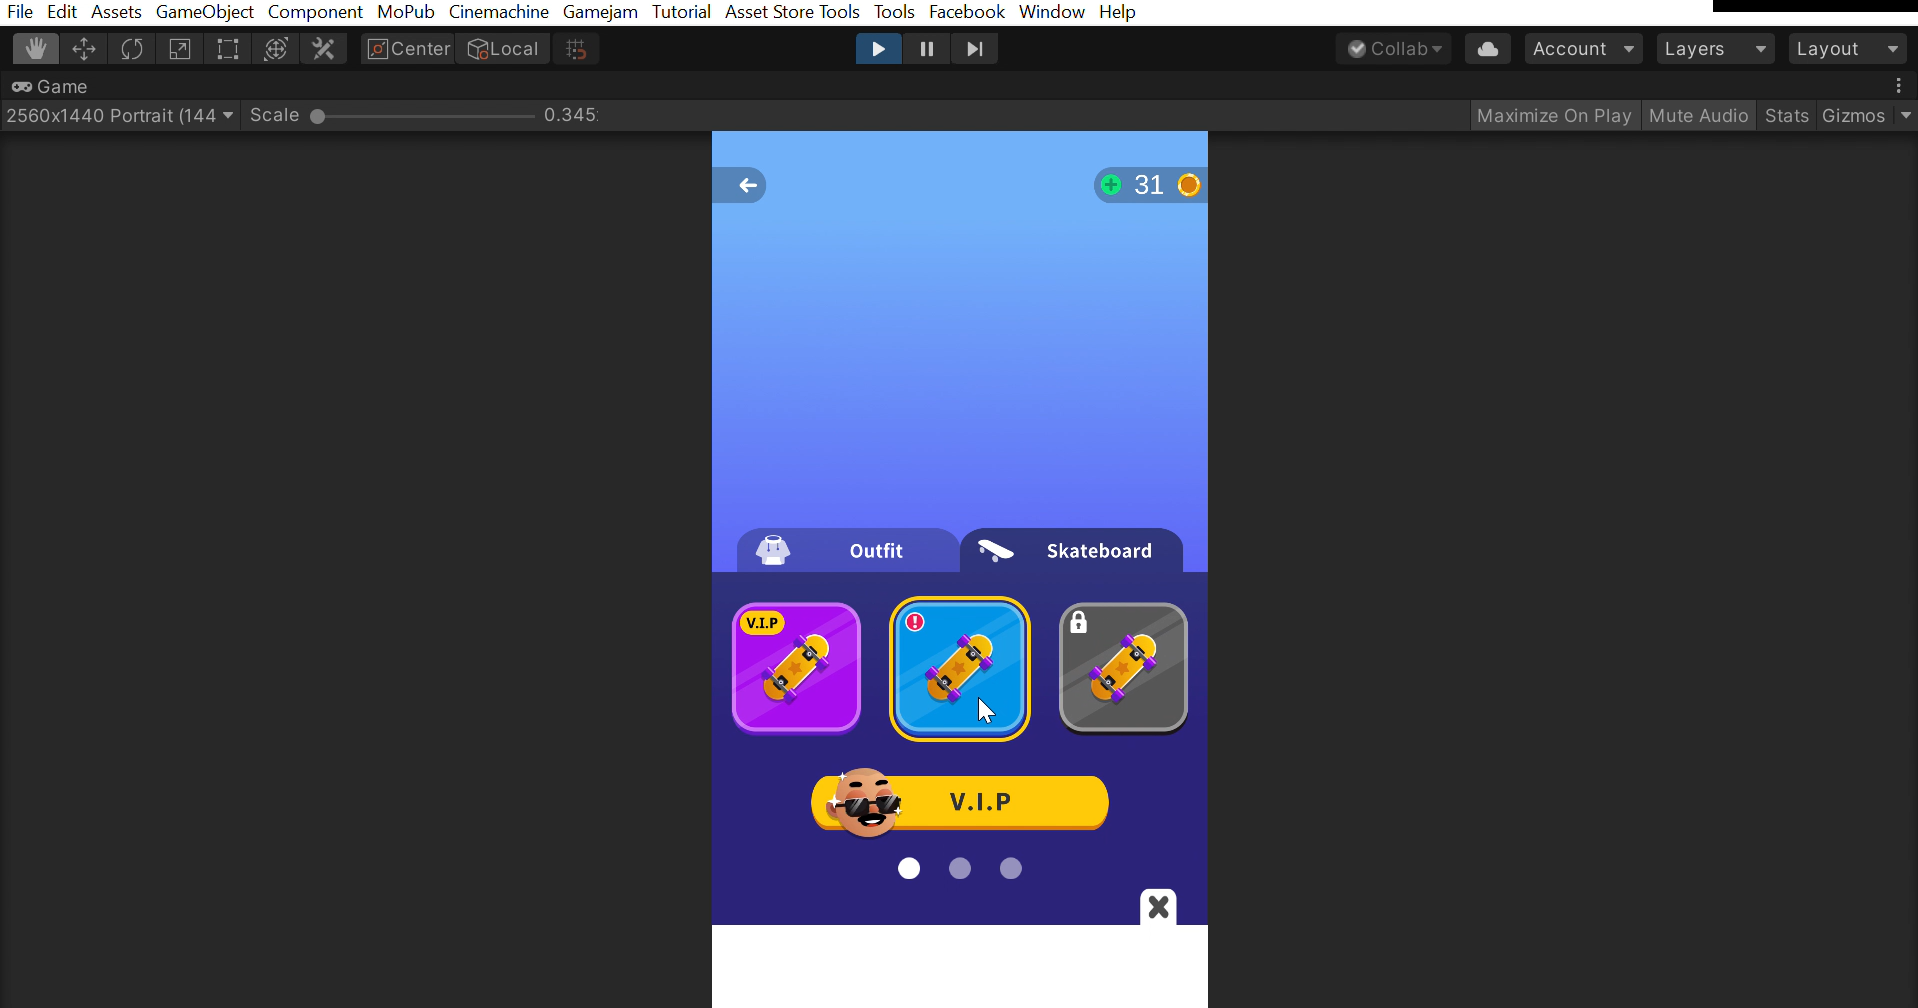 File Edit Assets GameObject Component MoPub Cinemachine Gamejam Tutorial Asset Store Tools Tools Facebook Window Help
Center Local Collab Account Layers Layout
Game
2560x1440 Portrait (144 Scale 0.345 Maximize On Play Mute Audio Stats Gizmos
31
Outfit Skateboard
V.I.P
V.I.P